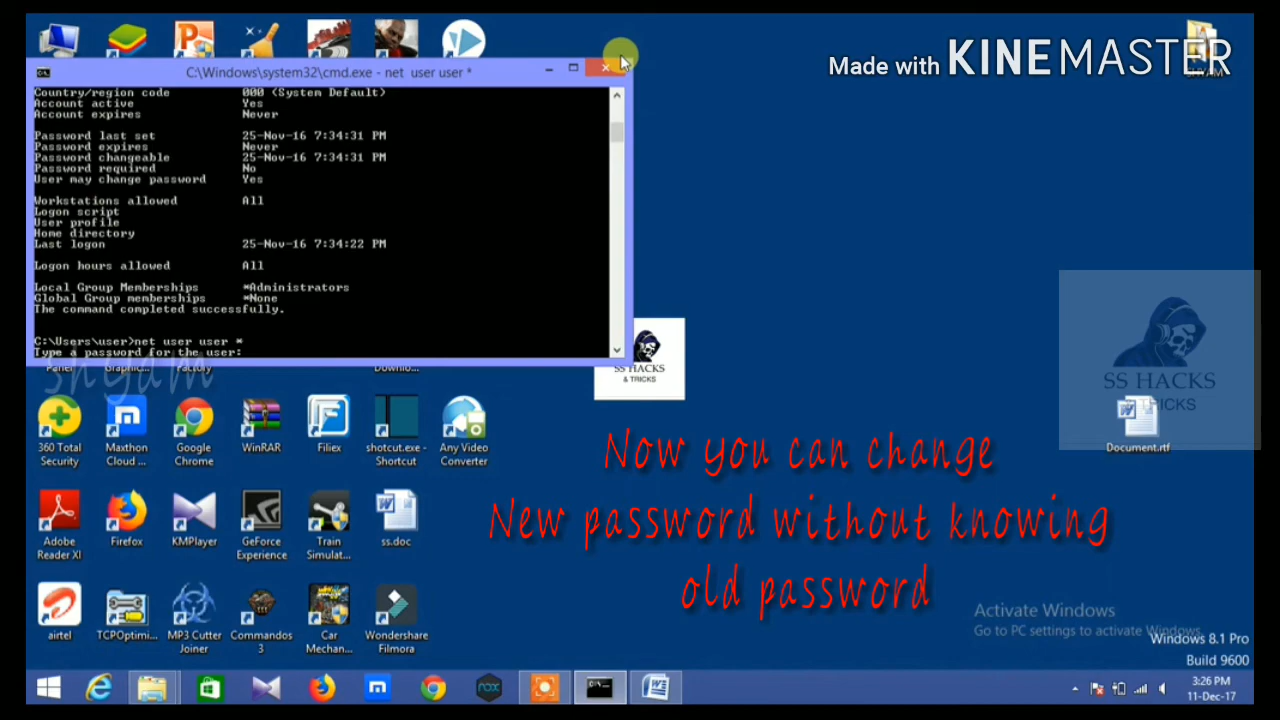 Made with KINEMASTER
C:\Windows\system32\cmd.exe - net user user *
Country/region code 000 (System Default)
Account active Yes
Account expires Never
Password last set 25-Nov-16 7:34:31 PM
Password expires Never
Password changeable 25-Nov-16 7:34:31 PM
Password required No
User may change password Yes
Workstations allowed All
Logon script
User profile
Home directory
Last logon 25-Nov-16 7:34:22 PM
Logon hours allowed All
Local Group Memberships *Administrators
Global Group memberships *None
The command completed successfully.
C:\Users\user>net user user *
Type a password for the user:
shyam
Panel Graphic... Factory Downlo...
SS HACKS
& TRICKS
SS HACKS
TRICKS
Document.rtf
360 Total Security
Maxthon Cloud ...
Google Chrome
WinRAR
Filiex
shotcut.exe - Shortcut
Any Video Converter
Now you can change
New password without knowing
old password
Adobe Reader XI
Firefox
KMPlayer
GeForce Experience
Train Simulat...
ss.doc
airtel
TCPOptimi...
MP3 Cutter Joiner
Commandos 3
Car Mechan...
Wondershare Filmora
Activate Windows
Go to PC settings to activate Windows.
Windows 8.1 Pro
Build 9600
nox
3:26 PM
11-Dec-17